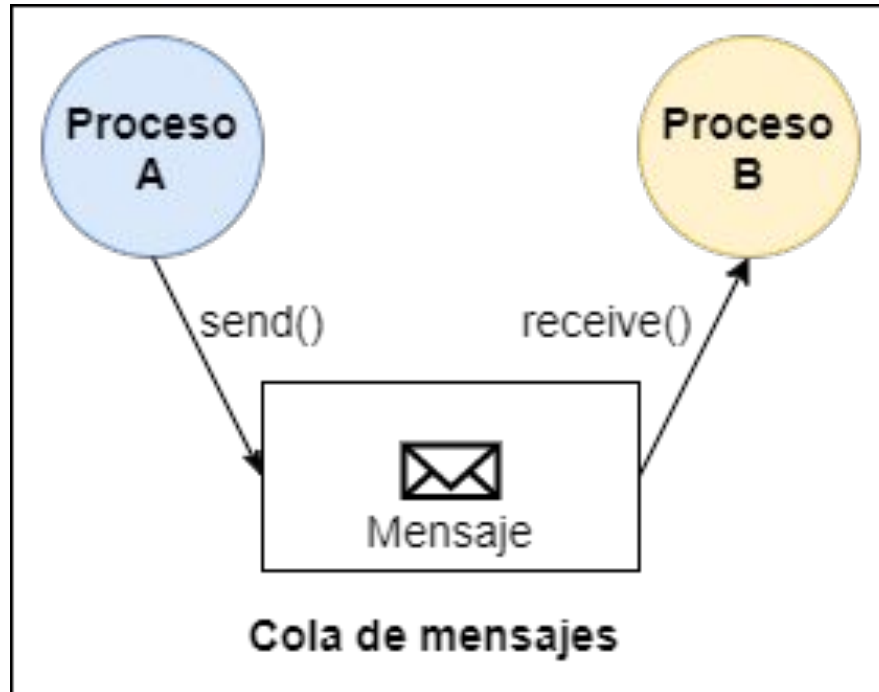 Proceso
A
Proceso
B
send()
receive()
Mensaje
Cola de mensajes